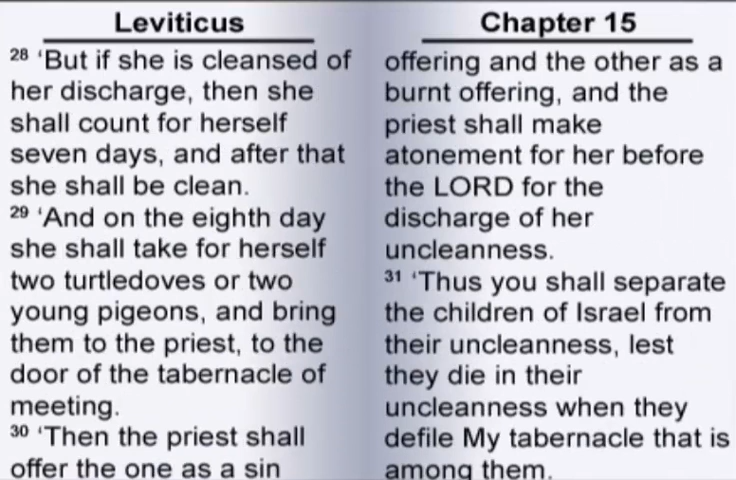 Leviticus
28 ‘But if she is cleansed of
her discharge, then she
shall count for herself
seven days, and after that
she shall be clean.
29 ‘And on the eighth day
she shall take for herself
two turtledoves or two
young pigeons, and bring
them to the priest, to the
door of the tabernacle of
meeting.
30 ‘Then the priest shall
offer the one as a sin
Chapter 15
offering and the other as a
burnt offering, and the
priest shall make
atonement for her before
the LORD for the
discharge of her
uncleanness.
31 ‘Thus you shall separate
the children of Israel from
their uncleanness, lest
they die in their
uncleanness when they
defile My tabernacle that is
among them.